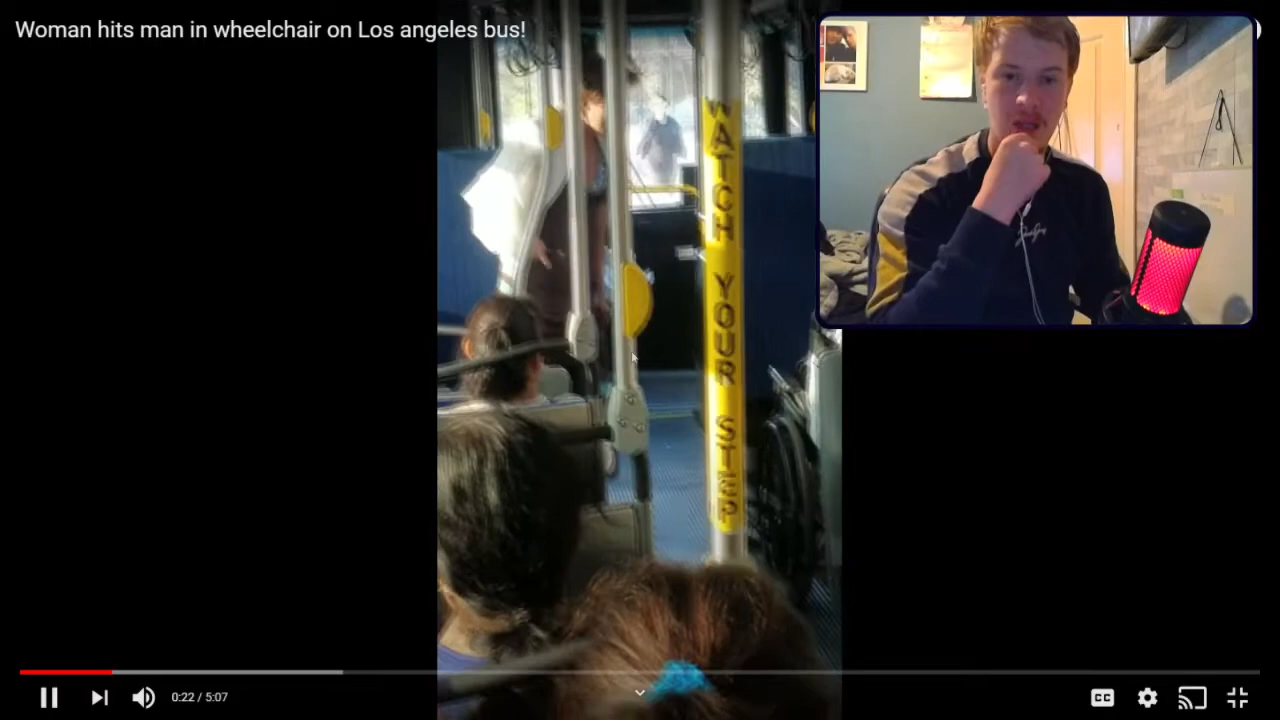 Woman hits man in wheelchair on Los angeles bus!
WATCH YOUR STEP
0:22 / 5:07
CC